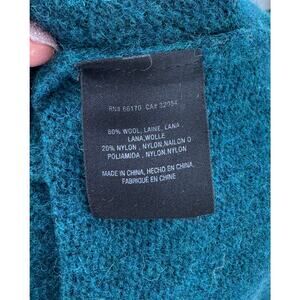 RN# 66170 CA# 32054
80% WOOL, LAINE, LANA
LANA,WOLLE
20% NYLON , NYLON,NAILON O
POLIAMIDA , NYLON,NYLON
MADE IN CHINA, HECHO EN CHINA,
FABRIQUÉ EN CHINE